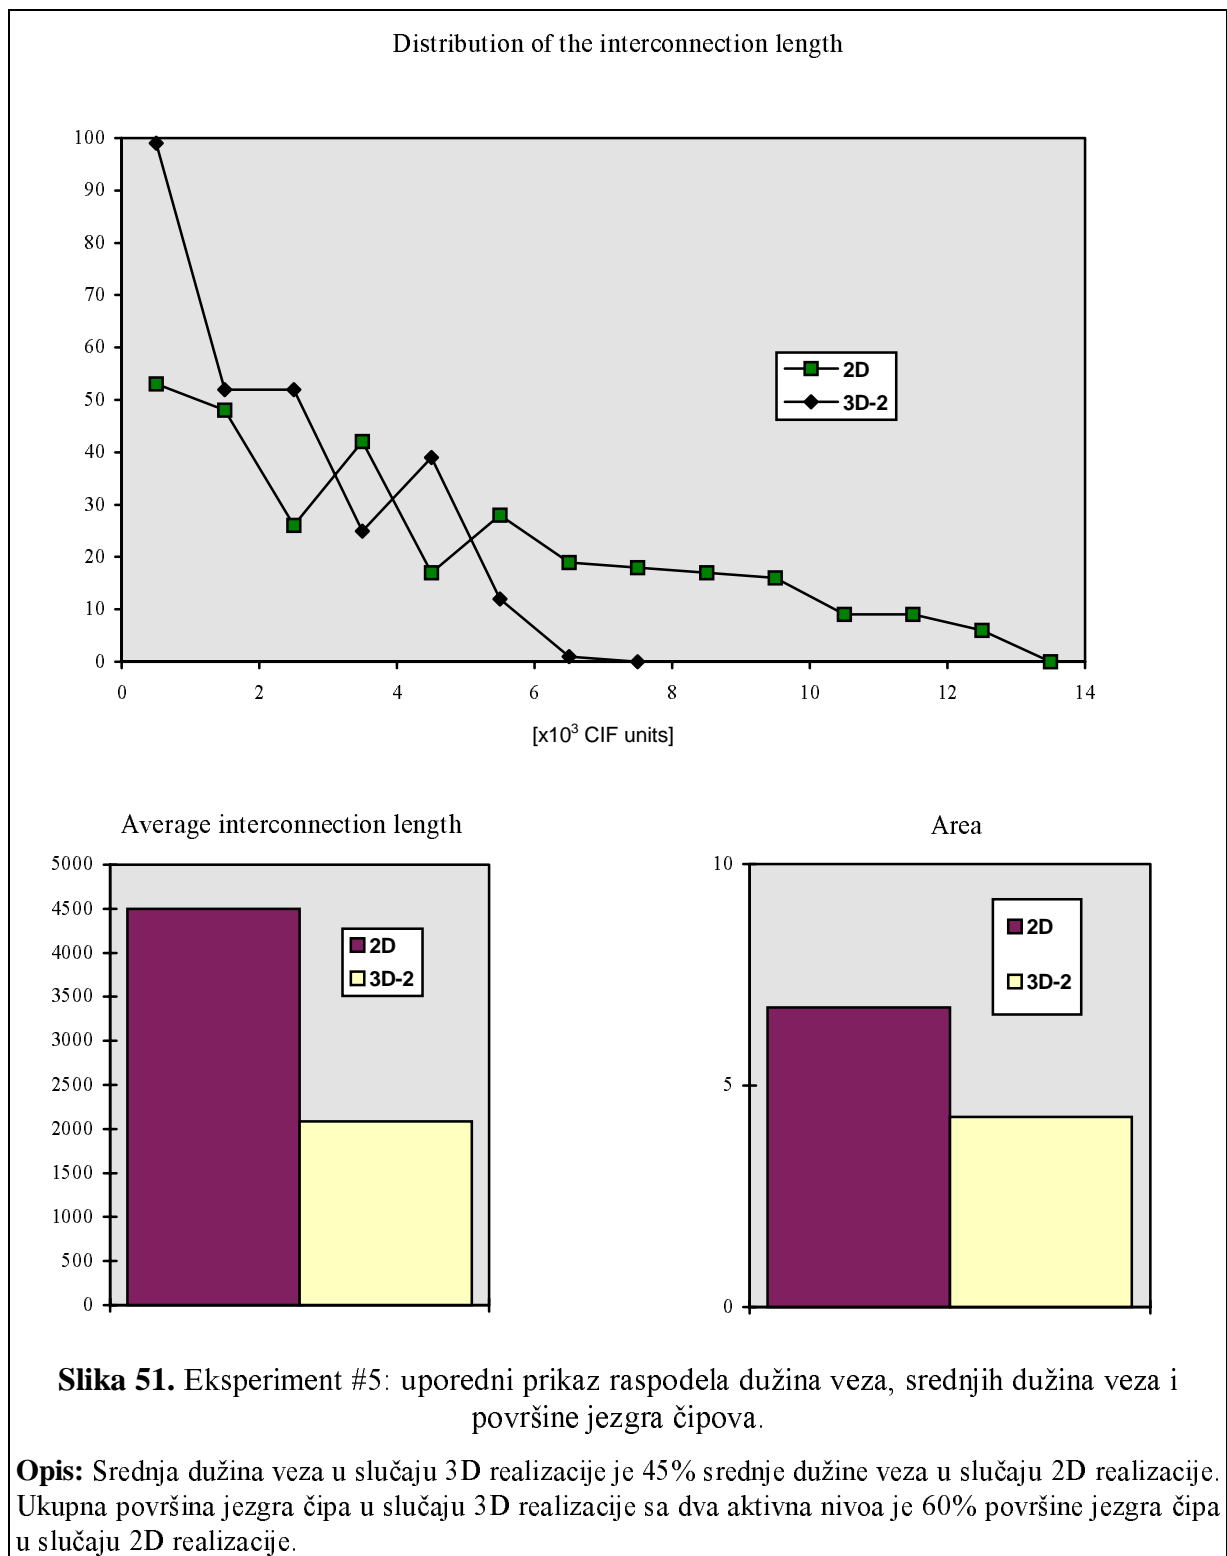 Distribution of the interconnection length
100
90
80
70
60
50
40
30
20
10
0
0 2 4 6 8 10 12 14
[x10³ CIF units]
2D
3D-2
Average interconnection length
5000
4500
4000
3500
3000
2500
2000
1500
1000
500
0
2D
3D-2
Area
10
5
0
2D
3D-2
Slika 51. Eksperiment #5: uporedni prikaz raspodela dužina veza, srednjih dužina veza i
površine jezgra čipova.
Opis: Srednja dužina veza u slučaju 3D realizacije je 45% srednje dužine veza u slučaju 2D realizacije.
Ukupna površina jezgra čipa u slučaju 3D realizacije sa dva aktivna nivoa je 60% površine jezgra čipa
u slučaju 2D realizacije.